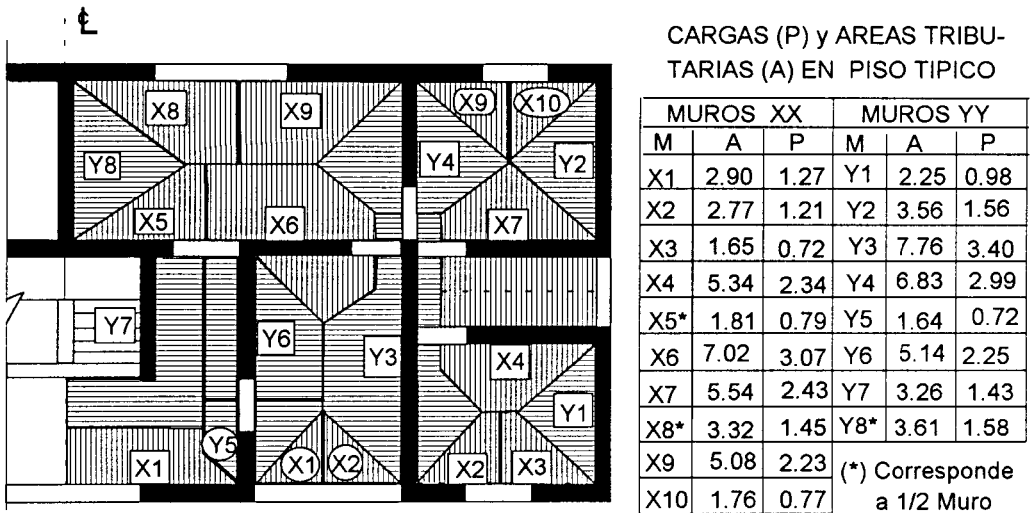 ℄
X8
X9
X9
X10
Y8
Y4
Y2
X5
X6
X7
Y7
Y6
Y3
X4
Y1
X1
Y5
X1
X2
X2
X3
CARGAS (P) y AREAS TRIBU-
TARIAS (A) EN PISO TIPICO
MUROS XX MUROS YY
M A P M A P
X1 2.90 1.27 Y1 2.25 0.98
X2 2.77 1.21 Y2 3.56 1.56
X3 1.65 0.72 Y3 7.76 3.40
X4 5.34 2.34 Y4 6.83 2.99
X5* 1.81 0.79 Y5 1.64 0.72
X6 7.02 3.07 Y6 5.14 2.25
X7 5.54 2.43 Y7 3.26 1.43
X8* 3.32 1.45 Y8* 3.61 1.58
X9 5.08 2.23 (*) Corresponde
X10 1.76 0.77 a 1/2 Muro